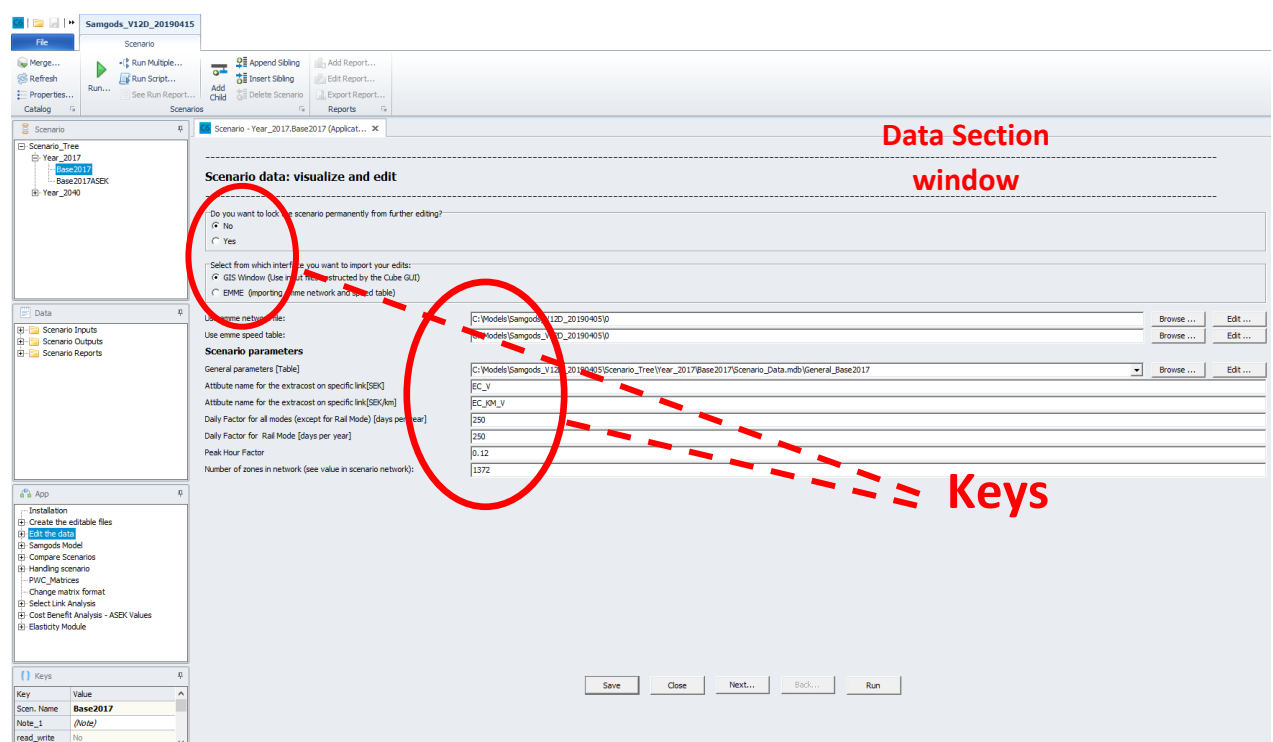 Samgods_V12D_20190415
File
Scenario
Merge...
Refresh
Properties...
Catalog
Run...
Run Multiple...
Run Script...
See Run Report...
Add Child
Append Sibling
Insert Sibling
Delete Scenario
Scenarios
Add Report...
Edit Report...
Export Report...
Reports
Scenario
Scenario_Tree
Year_2017
Base2017
Base2017ASEK
Year_2040
Data
Scenario Inputs
Scenario Outputs
Scenario Reports
App
Installation
Create the editable files
Edit the data
Samgods Model
Compare Scenarios
Handling scenario
PWC_Matrices
Change matrix format
Select Link Analysis
Cost Benefit Analysis - ASEK Values
Elasticity Module
Keys
Key Value
Scen. Name Base2017
Note_1 (Note)
read_write No
Scenario - Year_2017.Base2017 (Applicat...
Data Section
window
Scenario data: visualize and edit
Do you want to lock the scenario permanently from further editing?
No
Yes
Select from which interface you want to import your edits:
GIS Window (Use input files constructed by the Cube GUI)
EMME (importing emme network and speed table)
Use emme network file: C:\Models\Samgods_V12D_20190405\0 Browse ... Edit ...
Use emme speed table: C:\Models\Samgods_V12D_20190405\0 Browse ... Edit ...
Scenario parameters
General parameters [Table] C:\Models\Samgods_V12D_20190405\Scenario_Tree\Year_2017\Base2017\Scenario_Data.mdb\General_Base2017 Browse ... Edit ...
Attibute name for the extracost on specific link[SEK] EC_V
Attibute name for the extracost on specific link[SEK/km] EC_KM_V
Daily Factor for all modes (except for Rail Mode) [days per year] 250
Daily Factor for Rail Mode [days per year] 250
Peak Hour Factor 0.12
Number of zones in network (see value in scenario network): 1372
Keys
Save Close Next... Back... Run